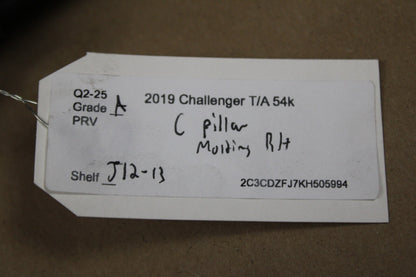 Q2-25
Grade A 2019 Challenger T/A 54k
PRV
C pillar
Molding RH
Shelf J12-13
2C3CDZFJ7KH505994